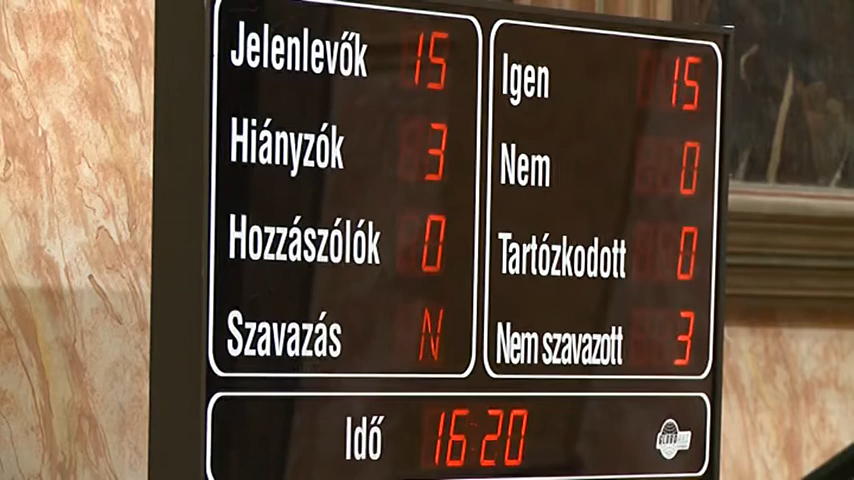 Jelenlevők 15
Hiányzók 3
Hozzászólók 0
Szavazás N
Igen 15
Nem 0
Tartózkodott 0
Nem szavazott 3
Idő 16:20